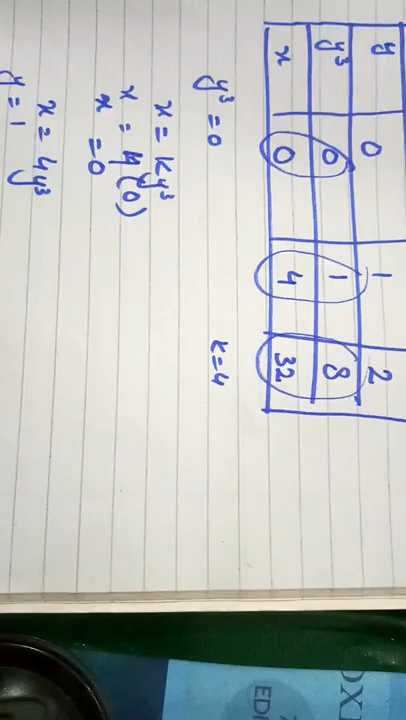 y 0 1 2
y³ 0 1 8
x 0 4 32
y³ = 0 k=4
x = ky³
x = 4(0)
x = 0
x = 4y³
y = 1
EDI